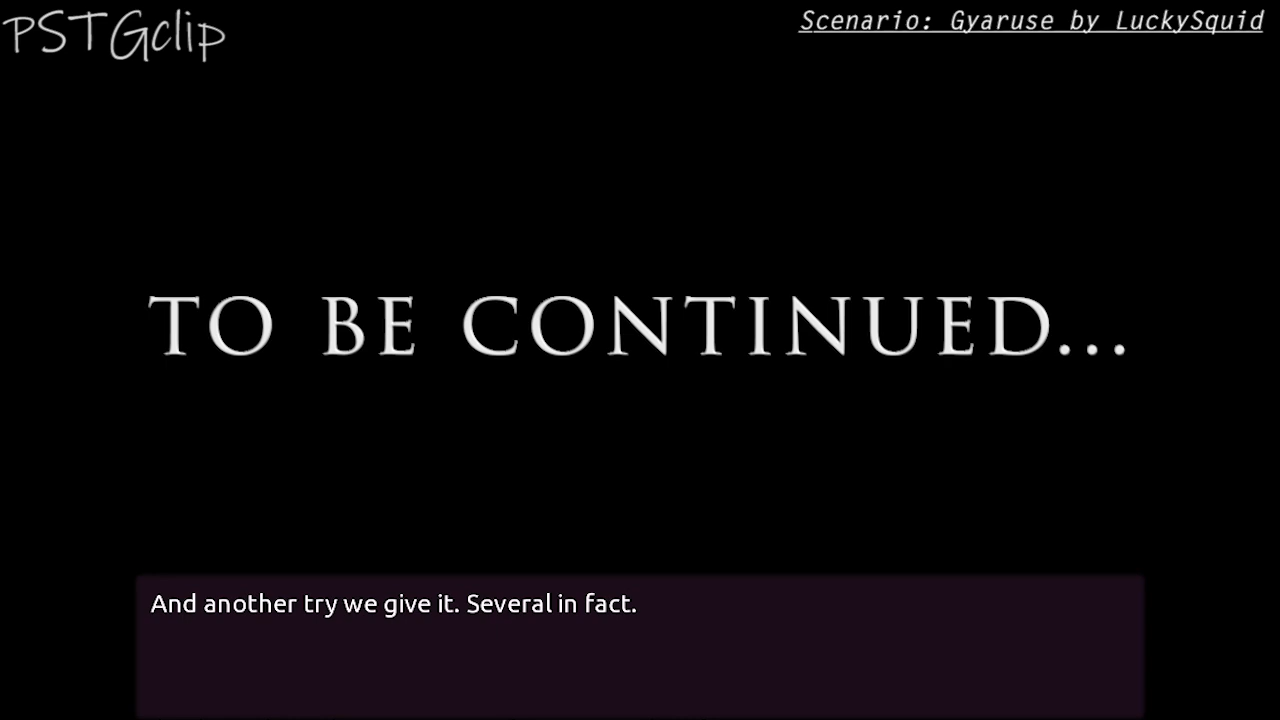 PSTGclip
Scenario: Gyaruse by LuckySquid
TO BE CONTINUED...
And another try we give it. Several in fact.